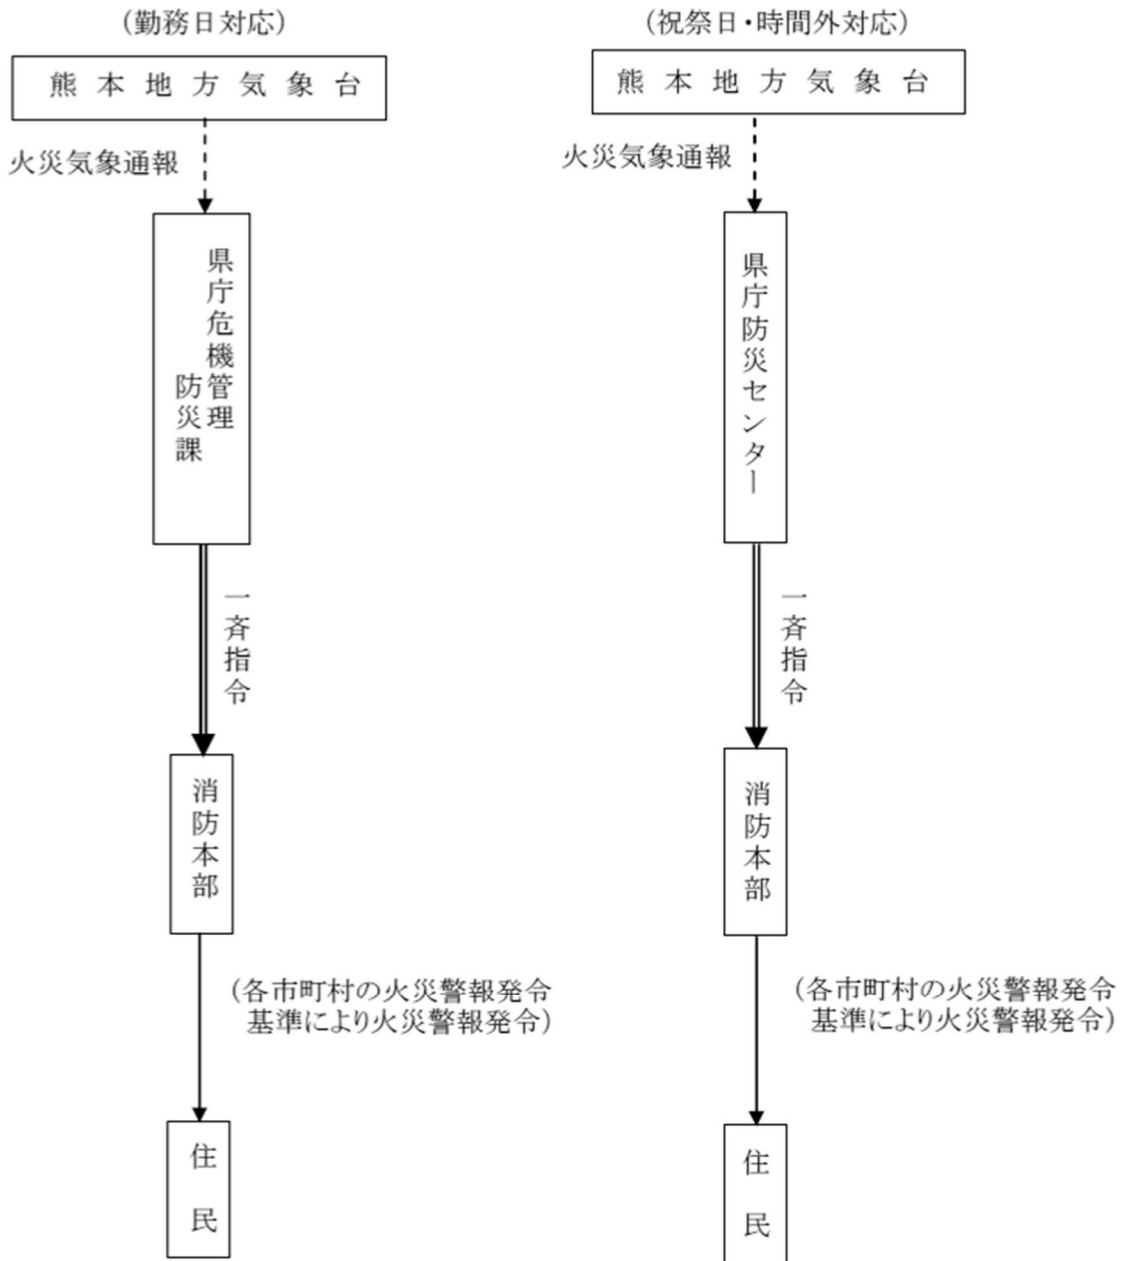 (勤務日対応)
熊本地方気象台
火災気象通報
県庁危機管理
防災課
一斉指令
消防本部
(各市町村の火災警報発令
基準により火災警報発令)
住民
(祝祭日・時間外対応)
熊本地方気象台
火災気象通報
県庁防災センター
一斉指令
消防本部
(各市町村の火災警報発令
基準により火災警報発令)
住民